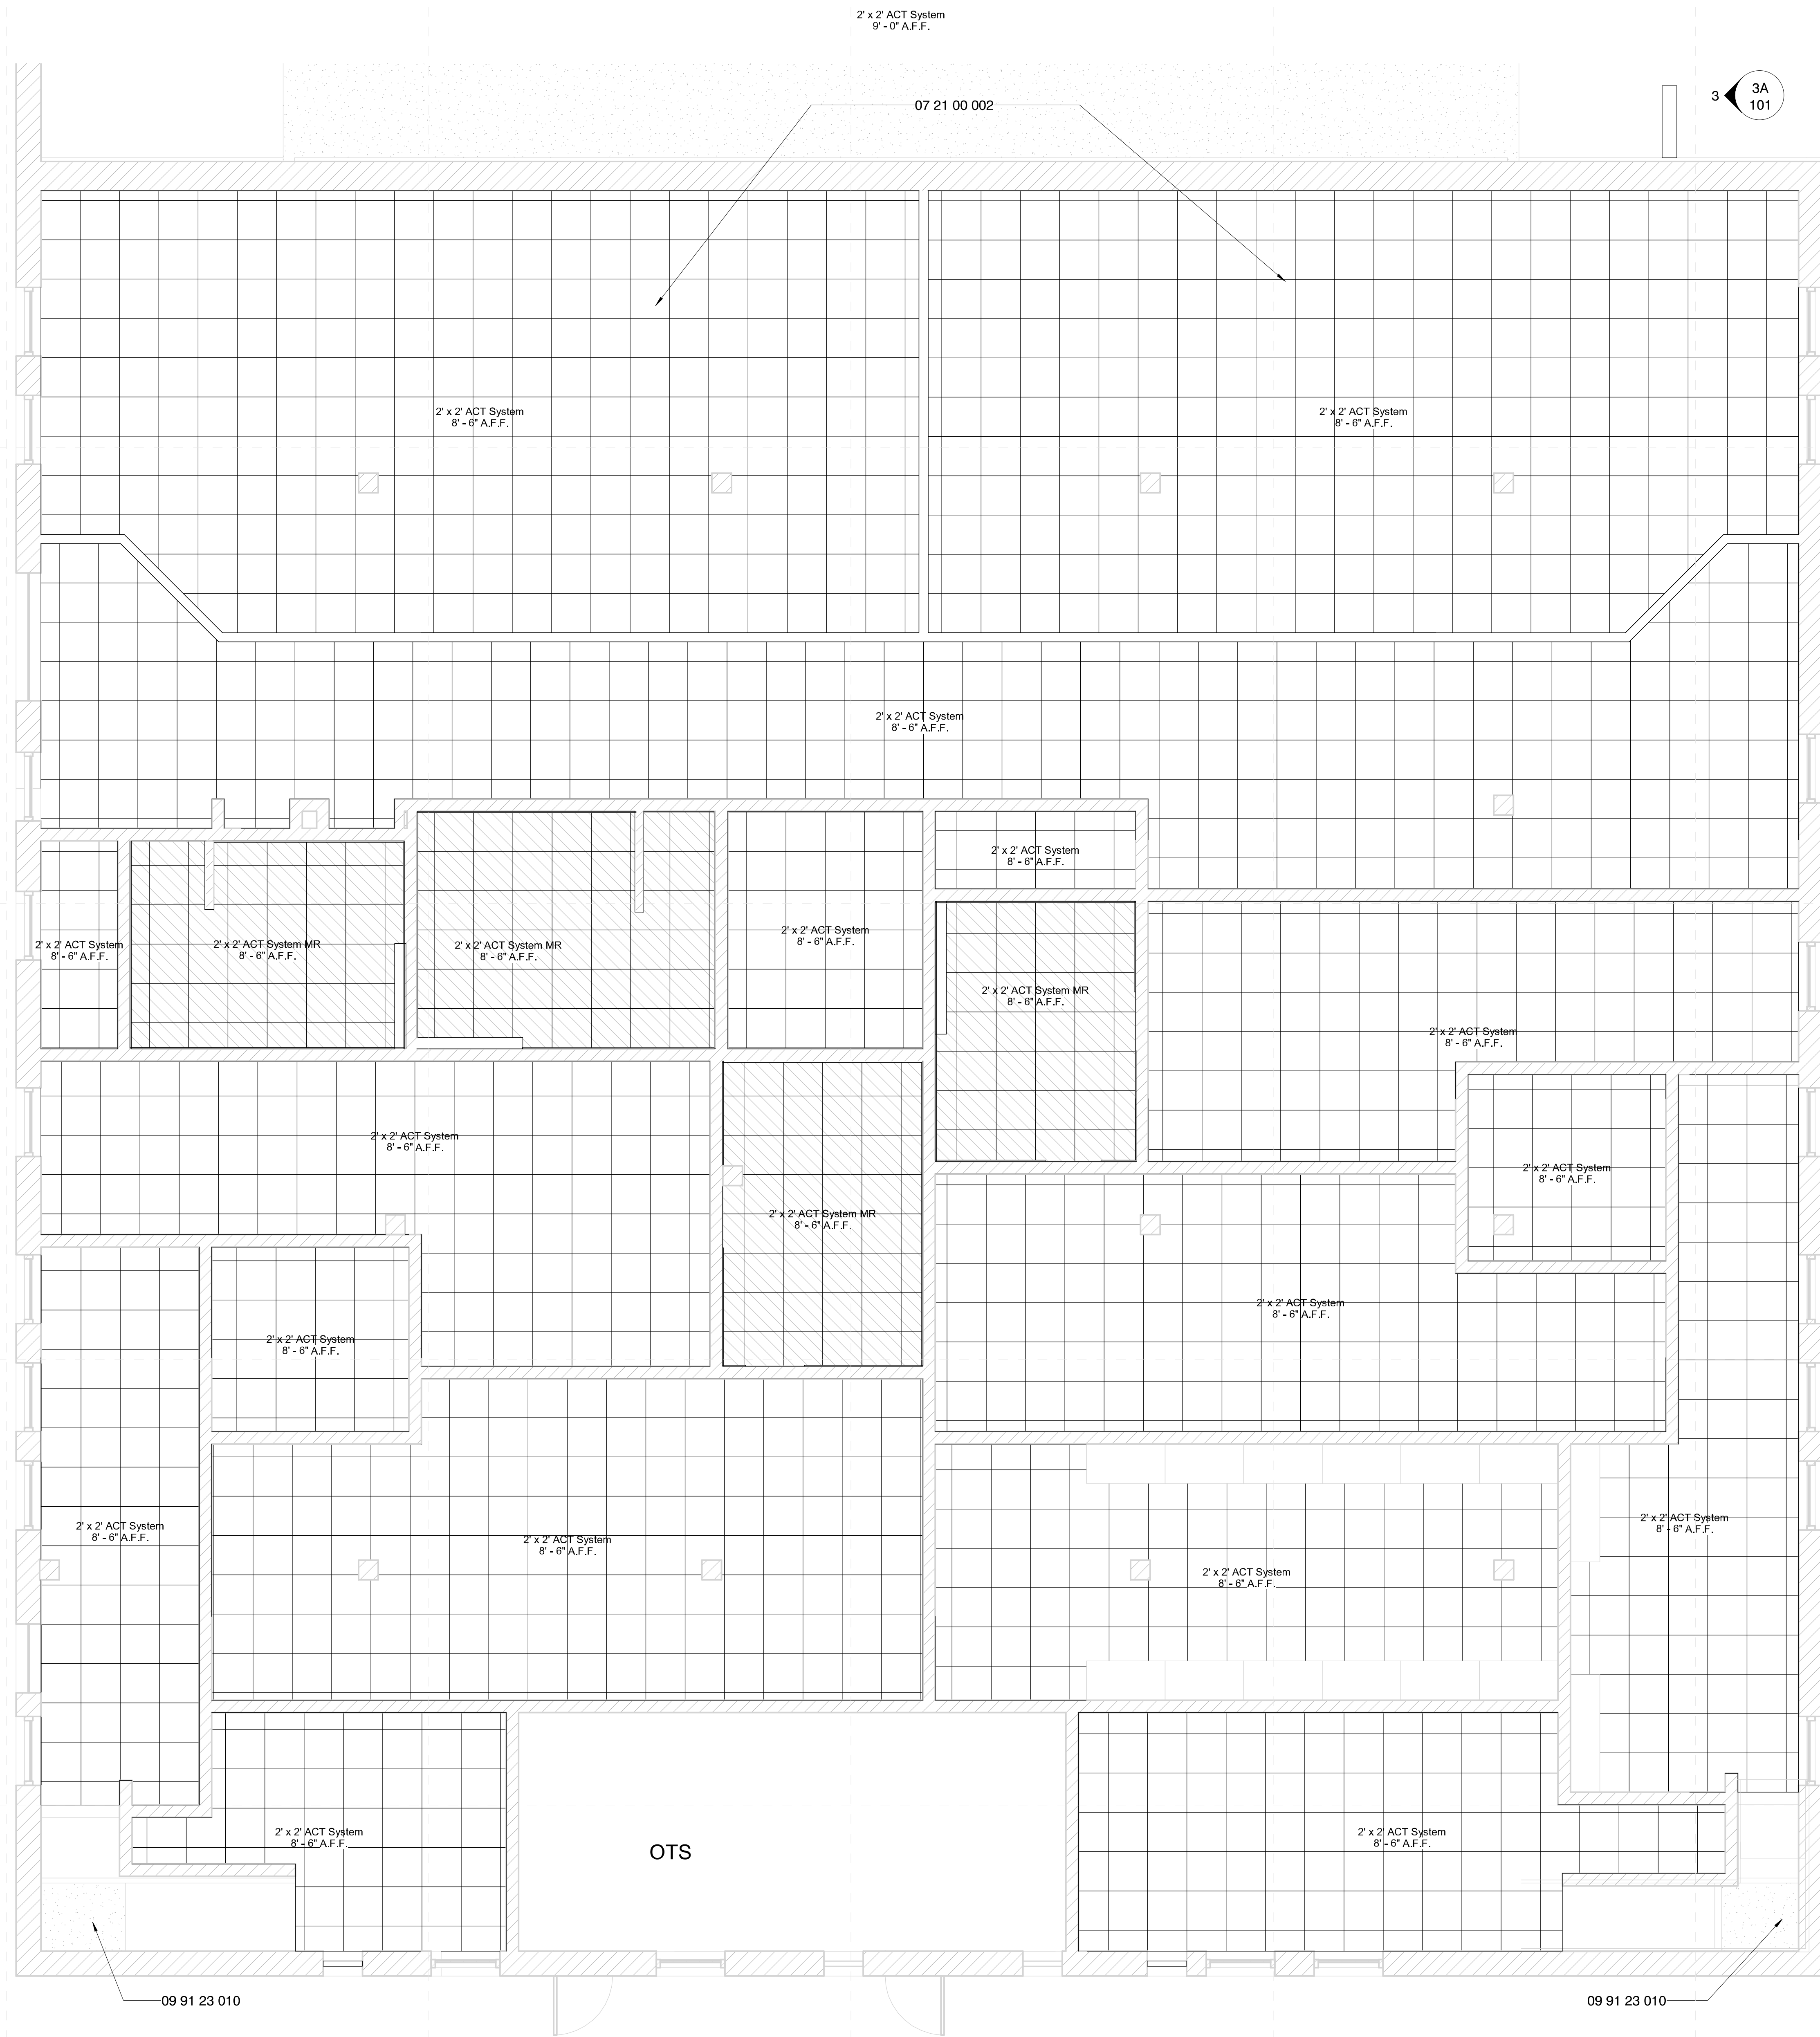 2' x 2' ACT System
9' - 0" A.F.F.
07 21 00 002
3
3A
101
2' x 2' ACT System
8' - 6" A.F.F.
2' x 2' ACT System
8' - 6" A.F.F.
2' x 2' ACT System
8' - 6" A.F.F.
2' x 2' ACT System
8' - 6" A.F.F.
2' x 2' ACT System
8' - 6" A.F.F.
2' x 2' ACT System MR
8' - 6" A.F.F.
2' x 2' ACT System MR
8' - 6" A.F.F.
2' x 2' ACT System
8' - 6" A.F.F.
2' x 2' ACT System MR
8' - 6" A.F.F.
2' x 2' ACT System
8' - 6" A.F.F.
2' x 2' ACT System
8' - 6" A.F.F.
2' x 2' ACT System
8' - 6" A.F.F.
2' x 2' ACT System MR
8' - 6" A.F.F.
2' x 2' ACT System
8' - 6" A.F.F.
2' x 2' ACT System
8' - 6" A.F.F.
2' x 2' ACT System
8' - 6" A.F.F.
2' x 2' ACT System
8' - 6" A.F.F.
2' x 2' ACT System
8' - 6" A.F.F.
2' x 2' ACT System
8' - 6" A.F.F.
2' x 2' ACT System
8' - 6" A.F.F.
OTS
2' x 2' ACT System
8' - 6" A.F.F.
09 91 23 010
09 91 23 010